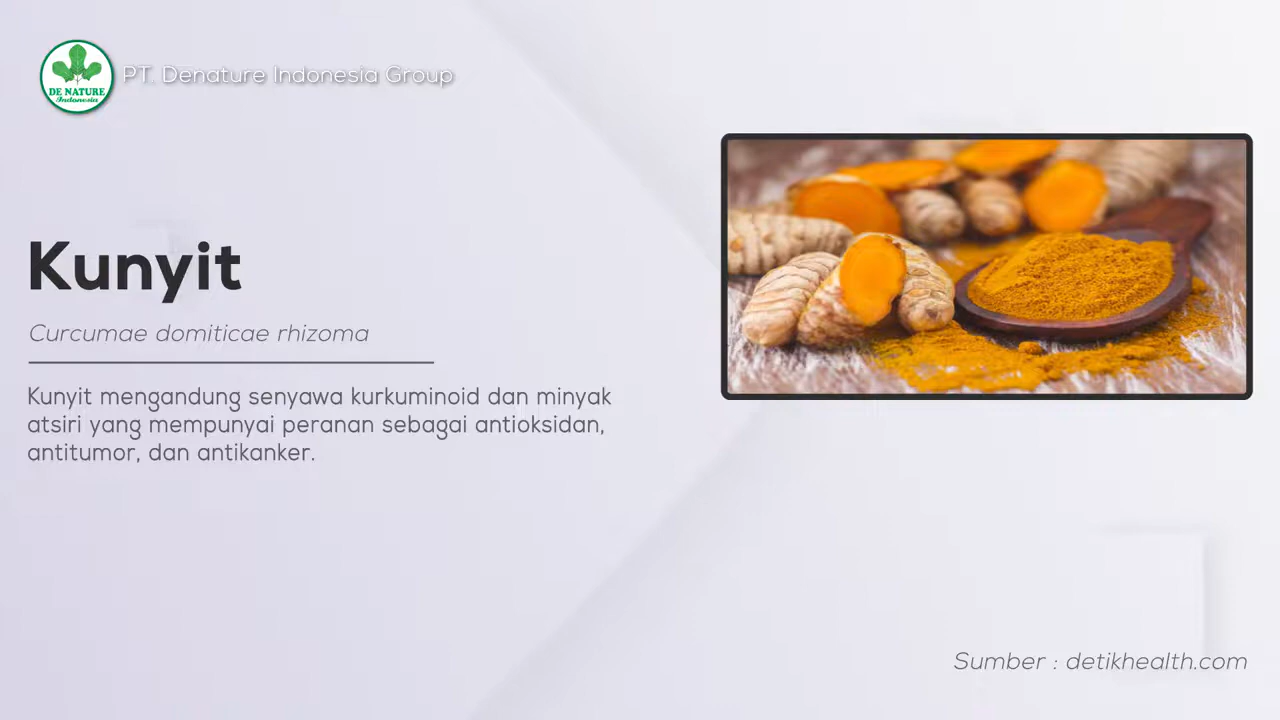 DE NATURE
Indonesia
PT. Denature Indonesia Group
Kunyit
Curcumae domiticae rhizoma
Kunyit mengandung senyawa kurkuminoid dan minyak
atsiri yang mempunyai peranan sebagai antioksidan,
antitumor, dan antikanker.
Sumber : detikhealth.com